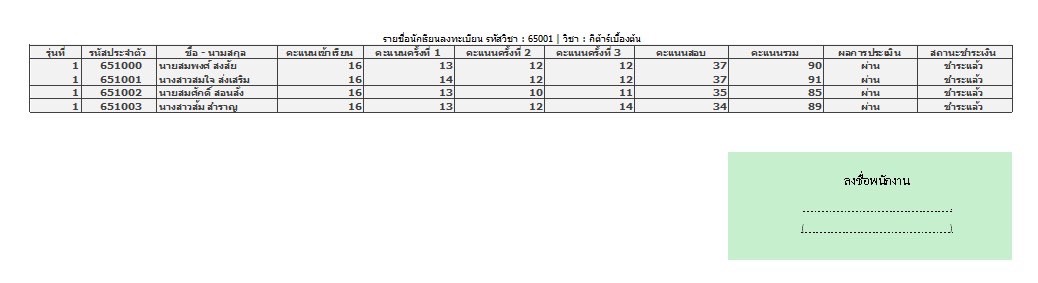 รายชื่อนักเรียนลงทะเบียน รหัสวิชา : 65001 | วิชา : กีต้าร์เบื้องต้น
รุ่นที่ รหัสประจำตัว ชื่อ - นามสกุล คะแนนเข้าเรียน คะแนนครั้งที่ 1 คะแนนครั้งที่ 2 คะแนนครั้งที่ 3 คะแนนสอบ คะแนนรวม ผลการประเมิน สถานะชำระเงิน
1 651000 นายสมพงศ์ สงสัย 16 13 12 12 37 90 ผ่าน ชำระแล้ว
1 651001 นางสาวสมใจ ส่งเสริม 16 14 12 12 37 91 ผ่าน ชำระแล้ว
1 651002 นายสมศักดิ์ สอนสั่ง 16 13 10 11 35 85 ผ่าน ชำระแล้ว
1 651003 นางสาวส้ม สำราญ 16 13 12 14 34 89 ผ่าน ชำระแล้ว
ลงชื่อพนักงาน
(..................................................)